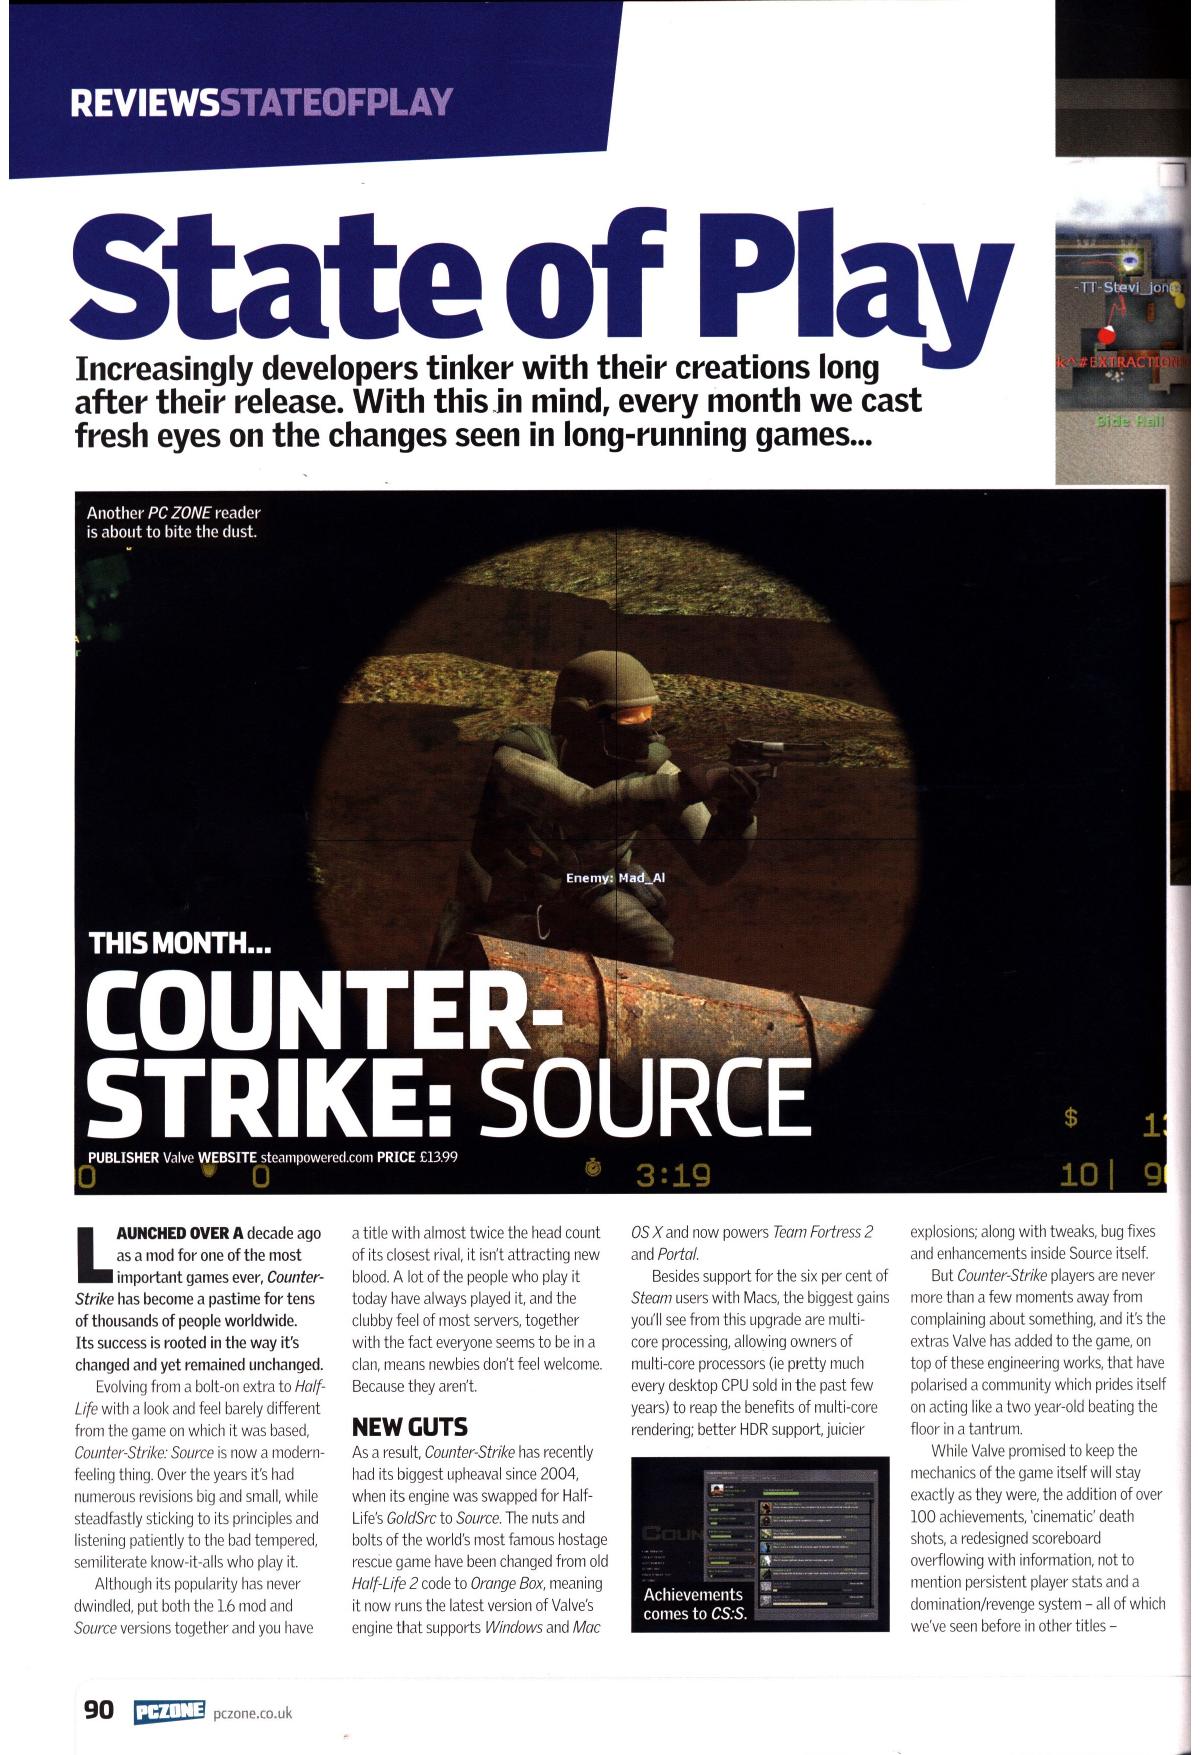 REVIEWSSTATEOFPLAY
State of Play
Increasingly developers tinker with their creations long
after their release. With this in mind, every month we cast
fresh eyes on the changes seen in long-running games...
-TT-Stevi_jon
#EXTRACTION
Side Hall
Another PC ZONE reader
is about to bite the dust.
Enemy: Mad_Al
THIS MONTH...
COUNTER-
STRIKE: SOURCE
PUBLISHER Valve WEBSITE steampowered.com PRICE £13.99
0
0
3:19
$
10|
LAUNCHED OVER A decade ago
as a mod for one of the most
important games ever, Counter-
Strike has become a pastime for tens
of thousands of people worldwide.
Its success is rooted in the way it's
changed and yet remained unchanged.
Evolving from a bolt-on extra to Half-
Life with a look and feel barely different
from the game on which it was based,
Counter-Strike: Source is now a modern-
feeling thing. Over the years it's had
numerous revisions big and small, while
steadfastly sticking to its principles and
listening patiently to the bad tempered,
semiliterate know-it-alls who play it.
Although its popularity has never
dwindled, put both the 1.6 mod and
Source versions together and you have
a title with almost twice the head count
of its closest rival, it isn't attracting new
blood. A lot of the people who play it
today have always played it, and the
clubby feel of most servers, together
with the fact everyone seems to be in a
clan, means newbies don't feel welcome.
Because they aren't.
NEW GUTS
As a result, Counter-Strike has recently
had its biggest upheaval since 2004,
when its engine was swapped for Half-
Life's GoldSrc to Source. The nuts and
bolts of the world's most famous hostage
rescue game have been changed from old
Half-Life 2 code to Orange Box, meaning
it now runs the latest version of Valve's
engine that supports Windows and Mac
OS X and now powers Team Fortress 2
and Portal.
Besides support for the six per cent of
Steam users with Macs, the biggest gains
you'll see from this upgrade are multi-
core processing, allowing owners of
multi-core processors (ie pretty much
every desktop CPU sold in the past few
years) to reap the benefits of multi-core
rendering; better HDR support, juicier
Achievements
comes to CS:S.
explosions; along with tweaks, bug fixes
and enhancements inside Source itself.
But Counter-Strike players are never
more than a few moments away from
complaining about something, and it's the
extras Valve has added to the game, on
top of these engineering works, that have
polarised a community which prides itself
on acting like a two year-old beating the
floor in a tantrum.
While Valve promised to keep the
mechanics of the game itself will stay
exactly as they were, the addition of over
100 achievements, 'cinematic' death
shots, a redesigned scoreboard
overflowing with information, not to
mention persistent player stats and a
domination/revenge system – all of which
we've seen before in other titles –
90 PCZONE pczone.co.uk